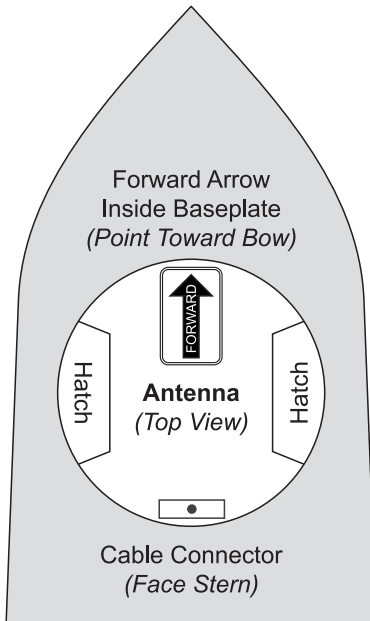 Forward Arrow
Inside Baseplate
(Point Toward Bow)
FORWARD
Hatch
Antenna
(Top View)
Hatch
Cable Connector
(Face Stern)